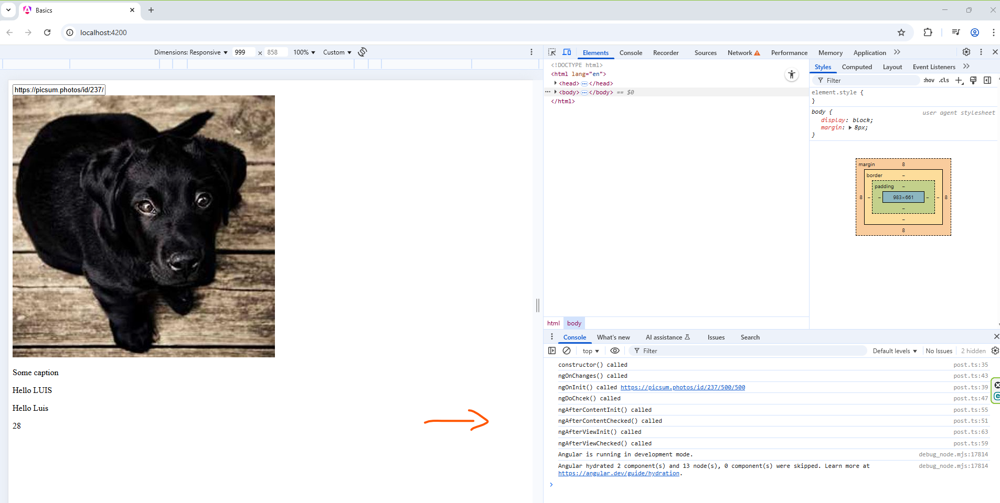 Basics
localhost:4200
Dimensions: Responsive 999 × 858 100% Custom
Elements Console Recorder Sources Network Performance Memory Application
<!DOCTYPE html>
<html lang="en">
<head> … </head>
<body> … </body> == $0
</html>
html body
Styles Computed Layout Event Listeners
Filter :hov .cls
element.style {
}
body { user agent stylesheet
display: block;
margin: 8px;
}
margin 8
border –
padding –
8 – – 983×661 – – 8
–
–
8
https://picsum.photos/id/237/
Some caption
Hello LUIS
Hello Luis
28
Console What's new AI assistance Issues Search
top Filter Default levels No Issues 2 hidden
constructor() called post.ts:35
ngOnChanges() called post.ts:43
ngOnInit() called https://picsum.photos/id/237/500/500 post.ts:39
ngDoChcek() called post.ts:47
ngAfterContentInit() called post.ts:55
ngAfterContentChecked() called post.ts:51
ngAfterViewInit() called post.ts:63
ngAfterViewChecked() called post.ts:59
Angular is running in development mode. debug_node.mjs:17814
Angular hydrated 2 component(s) and 13 node(s), 0 component(s) were skipped. Learn more at debug_node.mjs:17814
https://angular.dev/guide/hydration.